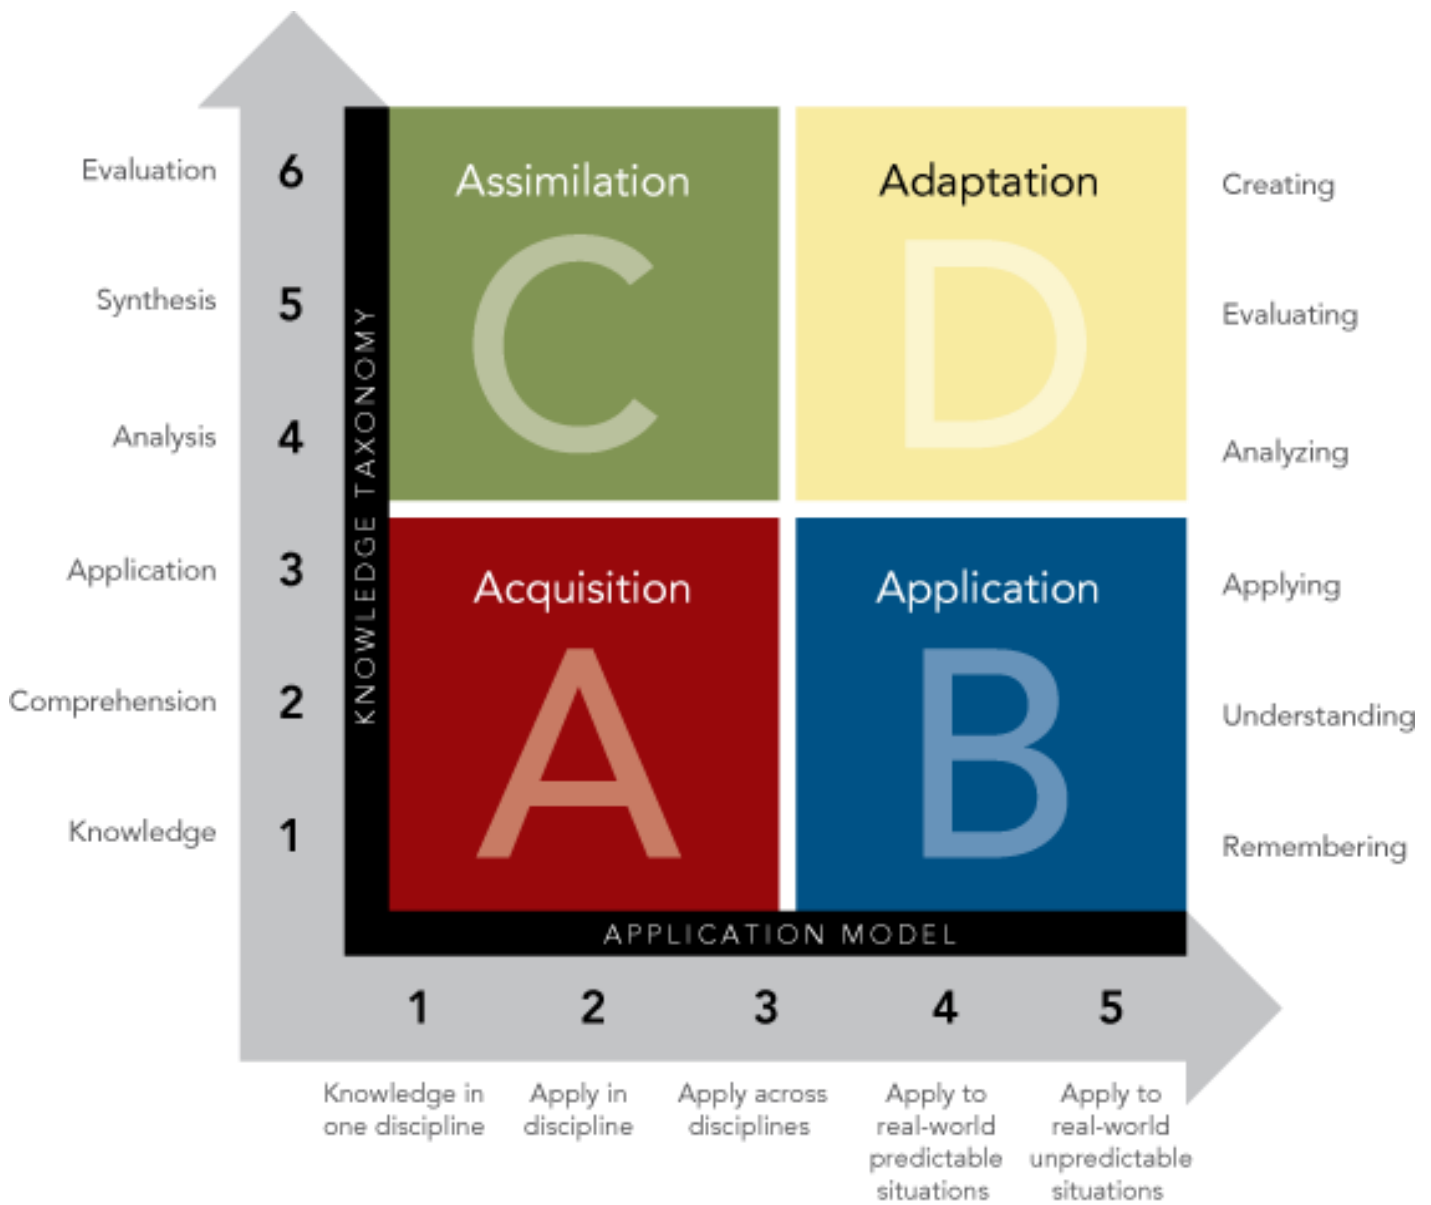 Evaluation
6
Assimilation
Adaptation
Creating
C
D
Synthesis
5
Evaluating
Analysis
4
Analyzing
KNOWLEDGE TAXONOMY
Application
3
Acquisition
Application
Applying
A
B
Comprehension
2
Understanding
Knowledge
1
Remembering
APPLICATION MODEL
1
2
3
4
5
Knowledge in
one discipline
Apply in
discipline
Apply across
disciplines
Apply to
real-world
predictable
situations
Apply to
real-world
unpredictable
situations